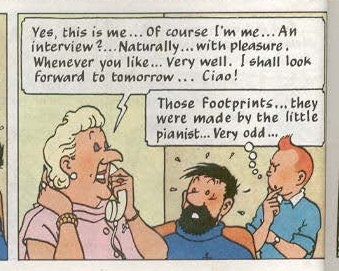 Yes, this is me... Of course I'm me... An
interview?... Naturally... with pleasure.
Whenever you like... Very well. I shall look
forward to tomorrow... Ciao!
Those footprints... they
were made by the little
pianist... Very odd...